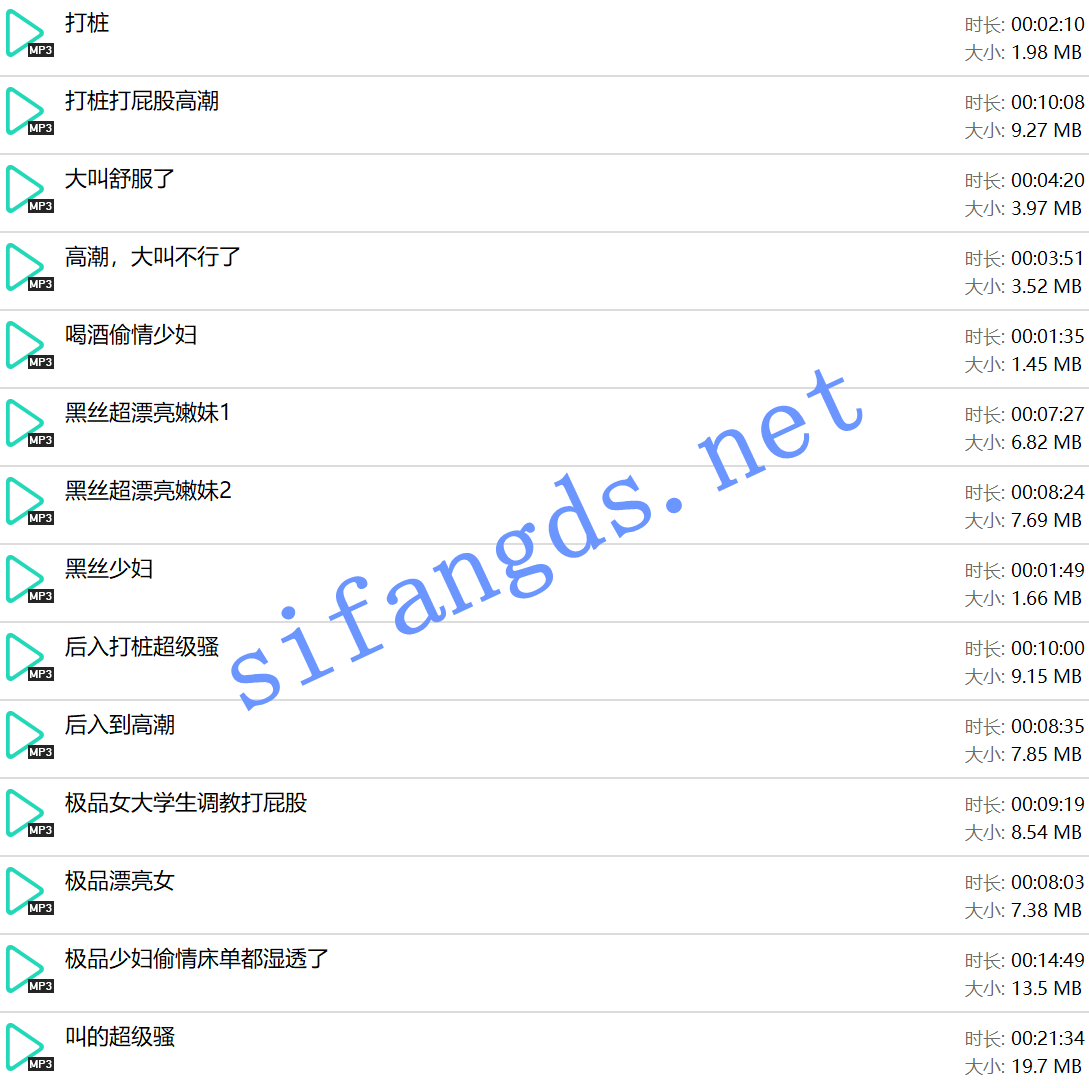 打桩
时长: 00:02:10
MP3
大小: 1.98 MB
打桩打屁股高潮
时长: 00:10:08
MP3
大小: 9.27 MB
大叫舒服了
时长: 00:04:20
MP3
大小: 3.97 MB
高潮，大叫不行了
时长: 00:03:51
MP3
大小: 3.52 MB
喝酒偷情少妇
时长: 00:01:35
MP3
大小: 1.45 MB
黑丝超漂亮嫩妹1
时长: 00:07:27
MP3
大小: 6.82 MB
黑丝超漂亮嫩妹2
时长: 00:08:24
MP3
大小: 7.69 MB
黑丝少妇
时长: 00:01:49
MP3
大小: 1.66 MB
后入打桩超级骚
时长: 00:10:00
MP3
大小: 9.15 MB
后入到高潮
时长: 00:08:35
MP3
大小: 7.85 MB
极品女大学生调教打屁股
时长: 00:09:19
MP3
大小: 8.54 MB
极品漂亮女
时长: 00:08:03
MP3
大小: 7.38 MB
极品少妇偷情床单都湿透了
时长: 00:14:49
MP3
大小: 13.5 MB
叫的超级骚
时长: 00:21:34
MP3
大小: 19.7 MB
sifangds.net